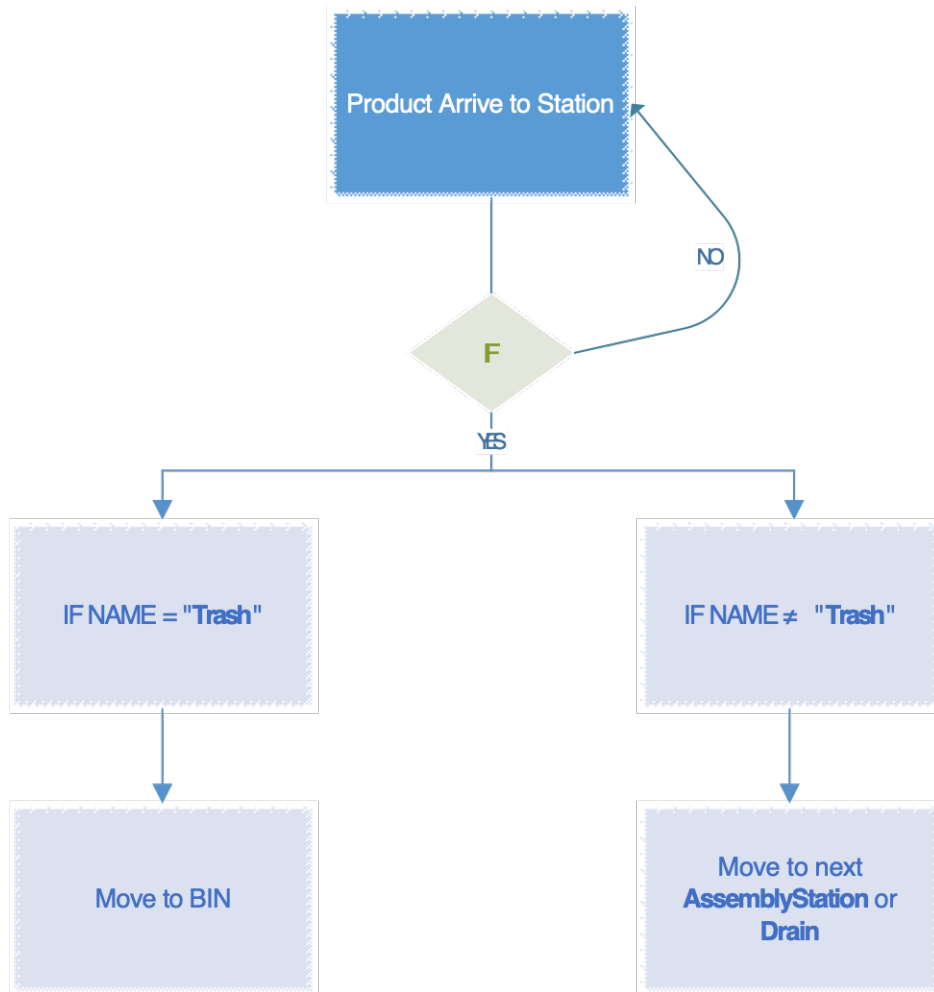 Product Arrive to Station
NO
IF
YES
IF NAME = "Trash"
IF NAME ≠ "Trash"
Move to BIN
Move to next
AssemblyStation or
Drain